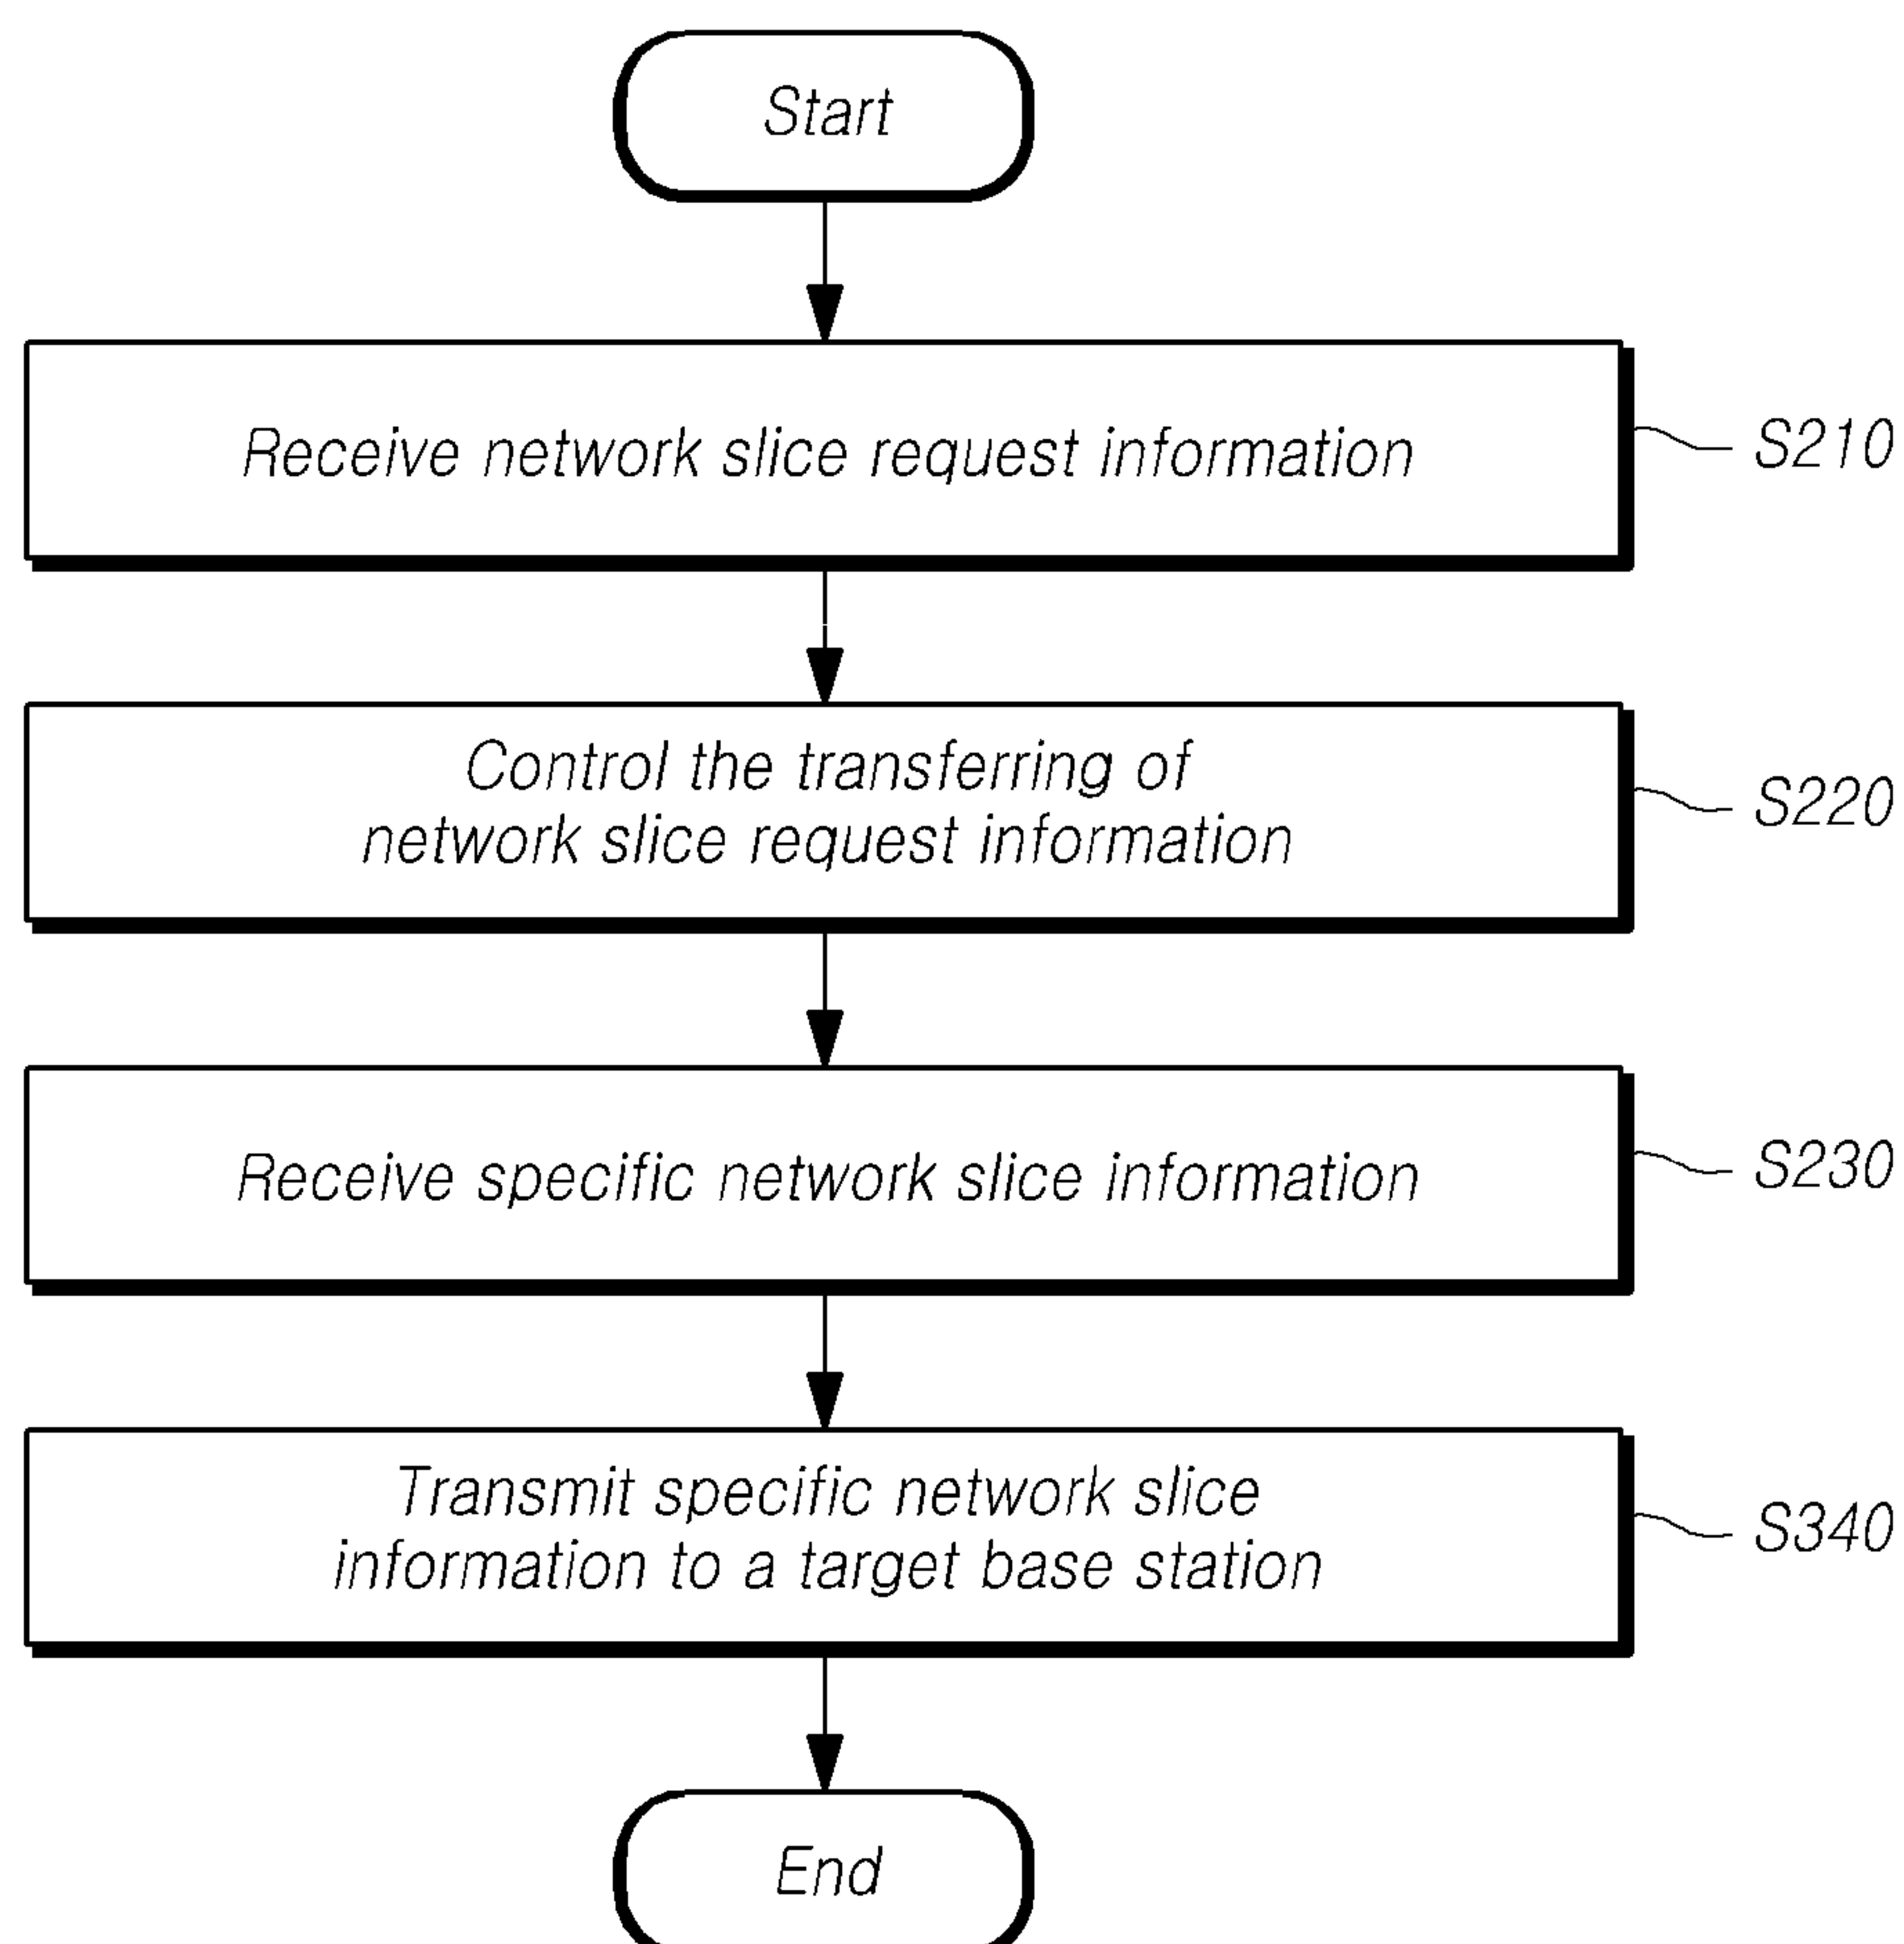 Start
Receive network slice request information
S210
Control the transferring of
network slice request information
S220
Receive specific network slice information
S230
Transmit specific network slice
information to a target base station
S340
End